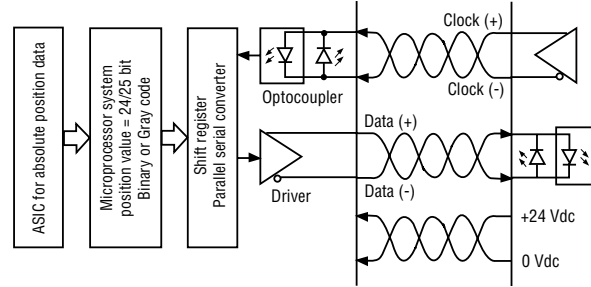 ASIC for absolute position data
Microprocessor system
position value = 24/25 bit
Binary or Gray code
Shift register
Parallel serial converter
Optocoupler
Driver
Clock (+)
Clock (-)
Data (+)
Data (-)
+24 Vdc
0 Vdc